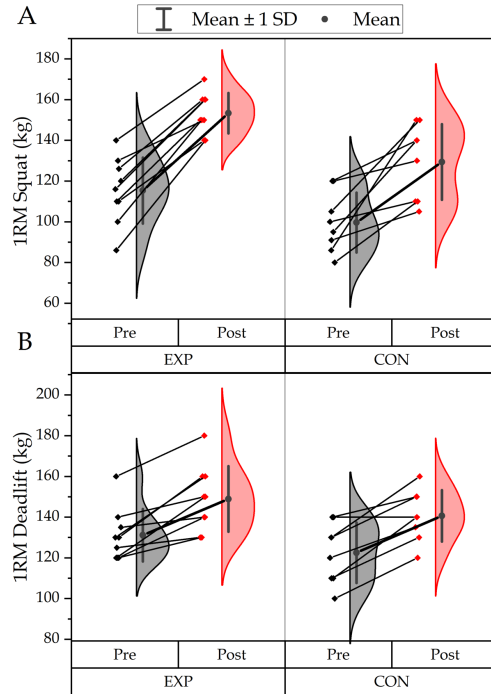 A
Mean ± 1 SD
Mean
1RM Squat (kg)
180
160
140
120
100
80
60
Pre
Post
Pre
Post
EXP
CON
B
1RM Deadlift (kg)
200
180
160
140
120
100
80
Pre
Post
Pre
Post
EXP
CON